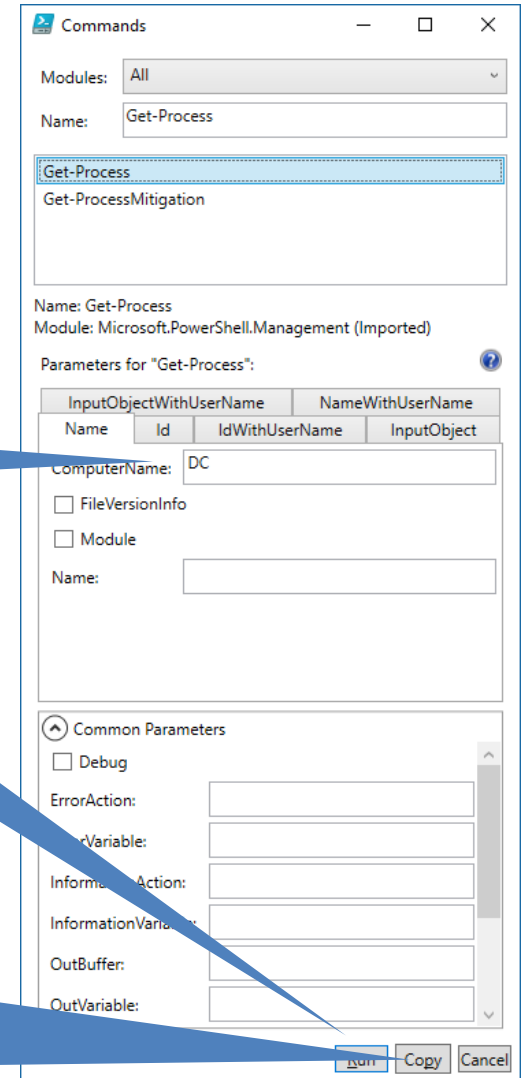 Commands
Modules: All
Name: Get-Process
Get-Process
Get-ProcessMitigation
Name: Get-Process
Module: Microsoft.PowerShell.Management (Imported)
Parameters for "Get-Process":
InputObjectWithUserName NameWithUserName
Name Id IdWithUserName InputObject
ComputerName: DC
FileVersionInfo
Module
Name:
Common Parameters
Debug
ErrorAction:
InformationVariable:
OutBuffer:
OutVariable:
Run Copy Cancel